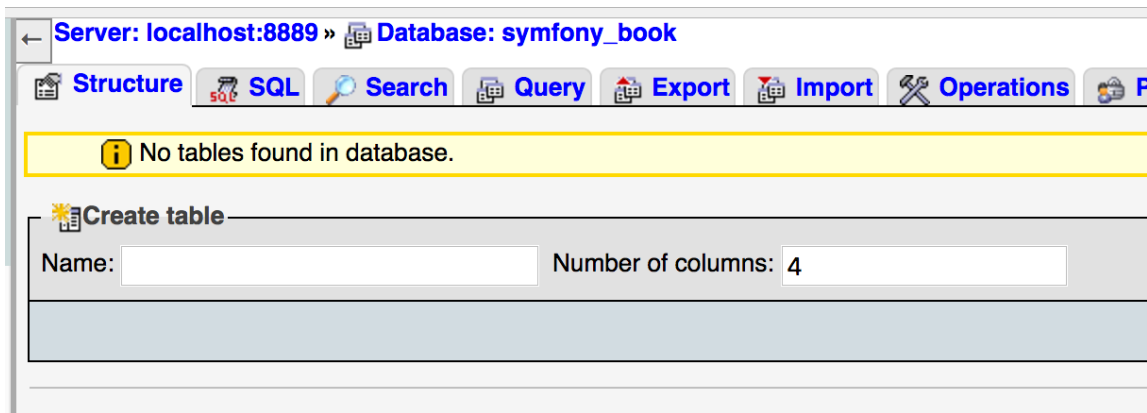 ← Server: localhost:8889 » Database: symfony_book
Structure SQL Search Query Export Import Operations P
No tables found in database.
Create table
Name: Number of columns: 4